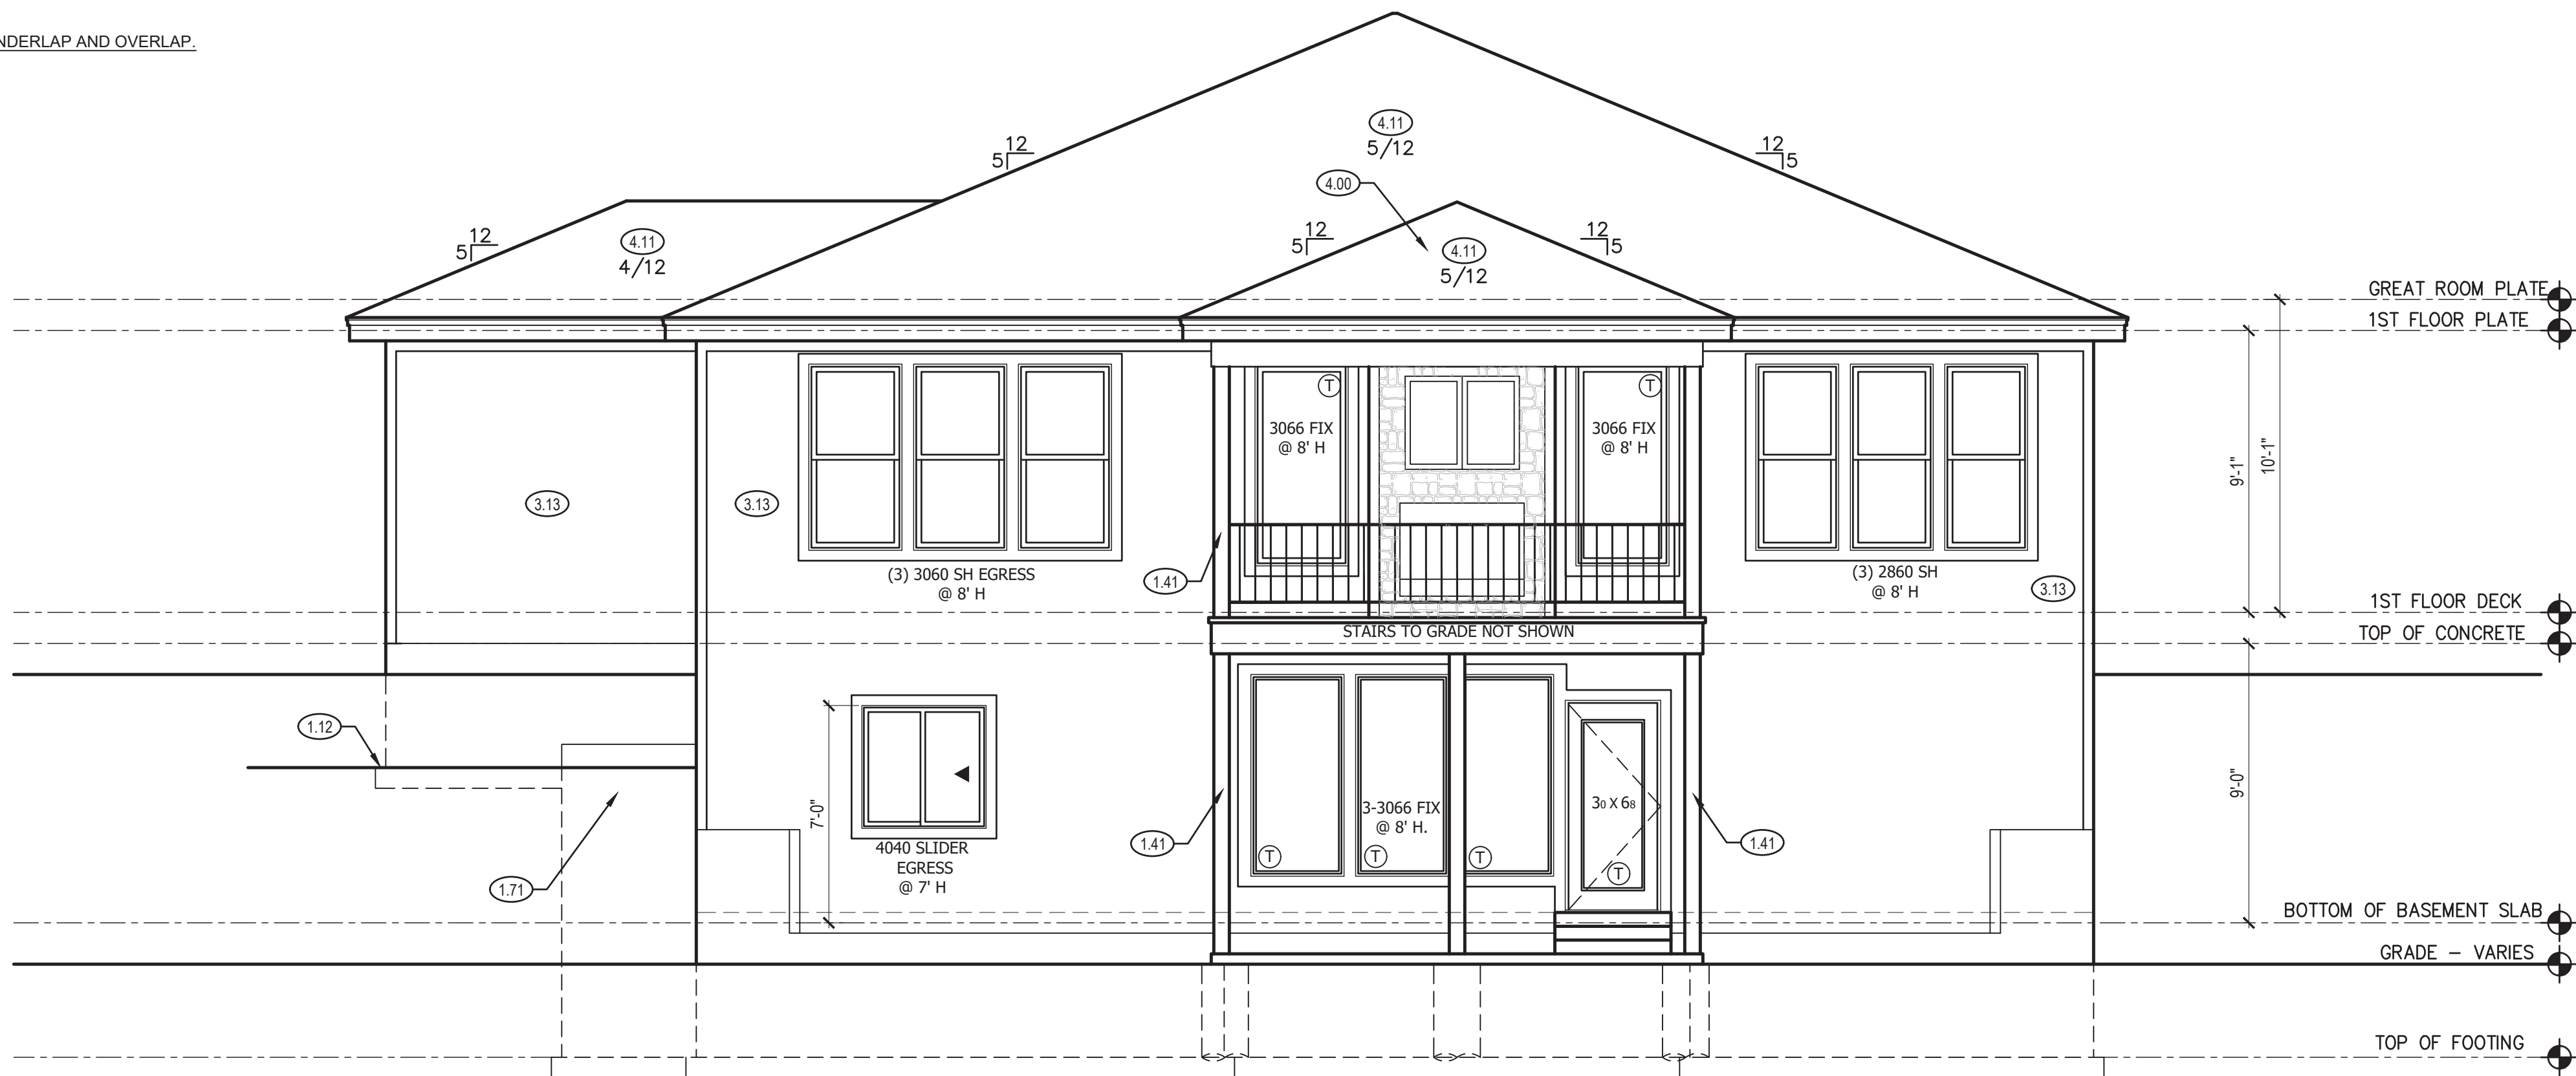 NDERLAP AND OVERLAP.
4.11
5/12
12
5
12
5
4.00
12
5
4.11
4/12
12
5
4.11
5/12
12
5
GREAT ROOM PLATE
1ST FLOOR PLATE
T
T
3066 FIX
@ 8' H
3066 FIX
@ 8' H
9'-1"
10'-1"
3.13
3.13
(3) 3060 SH EGRESS
@ 8' H
1.41
(3) 2860 SH
@ 8' H
3.13
1ST FLOOR DECK
STAIRS TO GRADE NOT SHOWN
TOP OF CONCRETE
1.12
7'-0"
9'-0"
3-3066 FIX
@ 8' H.
30 X 68
4040 SLIDER
EGRESS
@ 7' H
1.41
T
T
T
T
1.41
1.71
BOTTOM OF BASEMENT SLAB
GRADE – VARIES
TOP OF FOOTING